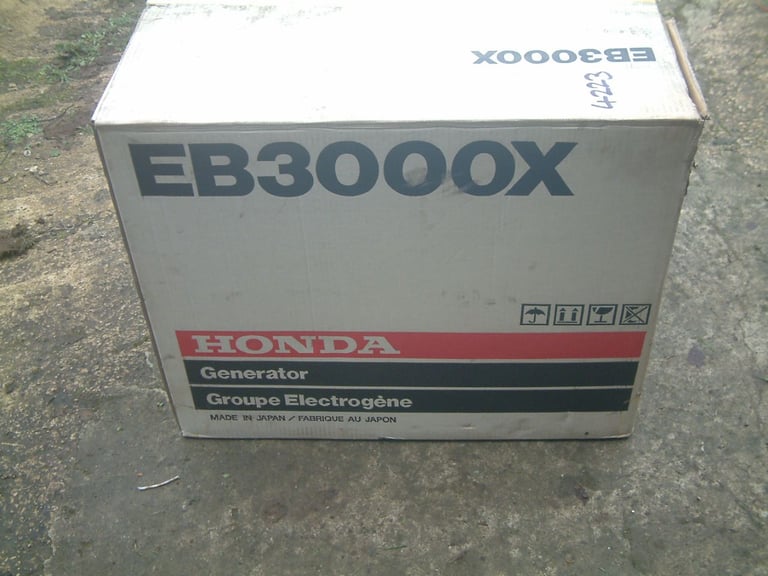 EB3000X
4223
EB3000X
HONDA
Generator
Groupe Electrogène
MADE IN JAPAN / FABRIQUE AU JAPON